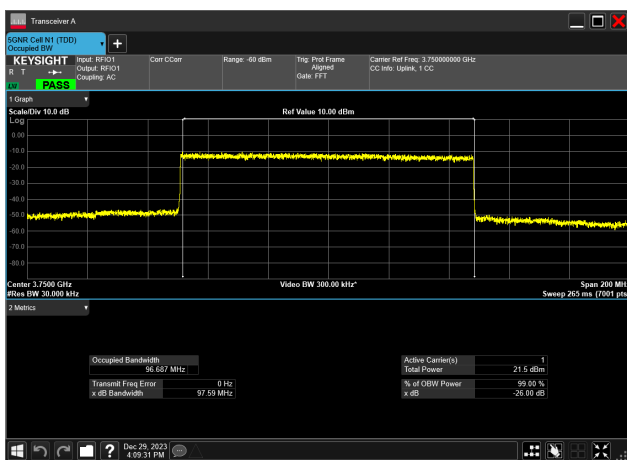 Transceiver A
5GNR Cell N1 (TDD)
Occupied BW
KEYSIGHT
R T
LNI
PASS
Input: RFIO1
Output: RFIO1
Coupling: AC
Corr CCorr
Range: -60 dBm
Trig: Prot Frame
Aligned
Gate: FFT
Carrier Ref Freq: 3.750000000 GHz
CC Info: Uplink, 1 CC
1 Graph
Scale/Div 10.0 dB
Ref Value 10.00 dBm
Log
0.00
-10.0
-20.0
-30.0
-40.0
-50.0
-60.0
-70.0
-80.0
Center 3.7500 GHz
#Res BW 30.000 kHz
Video BW 300.00 kHz*
Span 200 MH
Sweep 265 ms (7001 pts
2 Metrics
Occupied Bandwidth
96.687 MHz
Transmit Freq Error 0 Hz
x dB Bandwidth 97.59 MHz
Active Carrier(s) 1
Total Power 21.5 dBm
% of OBW Power 99.00 %
x dB -26.00 dB
Dec 29, 2023
4:09:31 PM